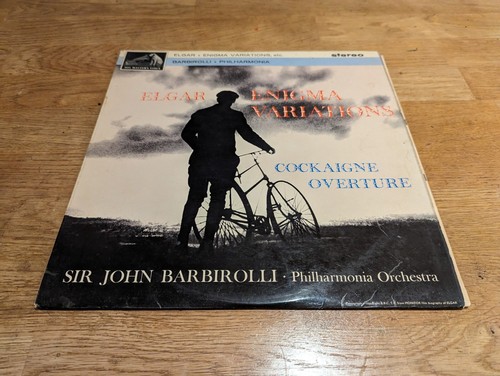 ELGAR : ENIGMA VARIATIONS, etc.
stereo
BARBIROLLI : PHILHARMONIA
ELGAR ENIGMA
VARIATIONS
COCKAIGNE
OVERTURE
SIR JOHN BARBIROLLI · Philharmonia Orchestra